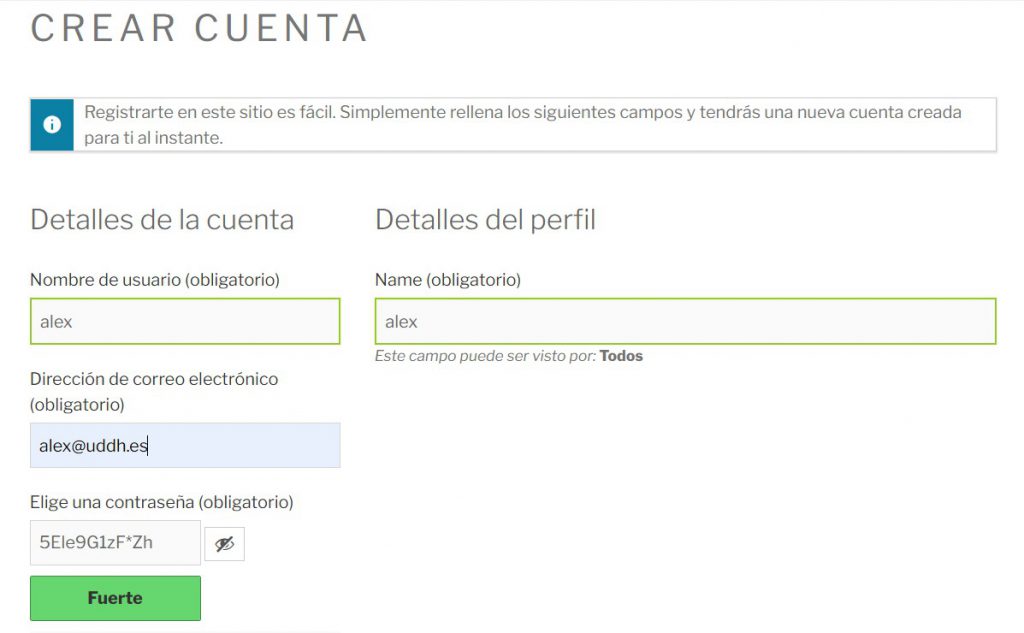 CREAR CUENTA
Registrarte en este sitio es fácil. Simplemente rellena los siguientes campos y tendrás una nueva cuenta creada
para ti al instante.
Detalles de la cuenta
Nombre de usuario (obligatorio)
alex
Dirección de correo electrónico
(obligatorio)
alex@uddh.es
Elige una contraseña (obligatorio)
5Ele9G1zF*Zh
Fuerte
Detalles del perfil
Name (obligatorio)
alex
Este campo puede ser visto por: Todos